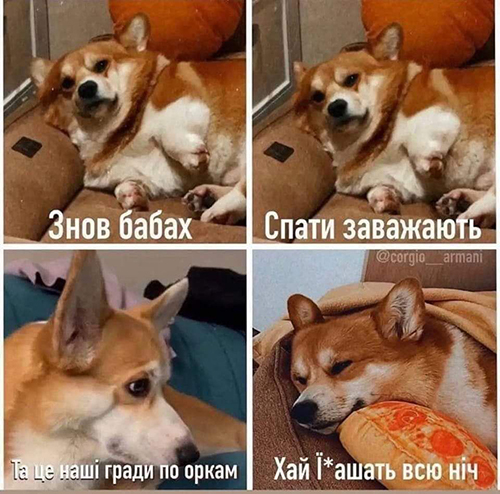 Знов бабах
Спати заважають
@corgio__armani
Та це наші гради по оркам
Хай Ї*ашать всю ніч